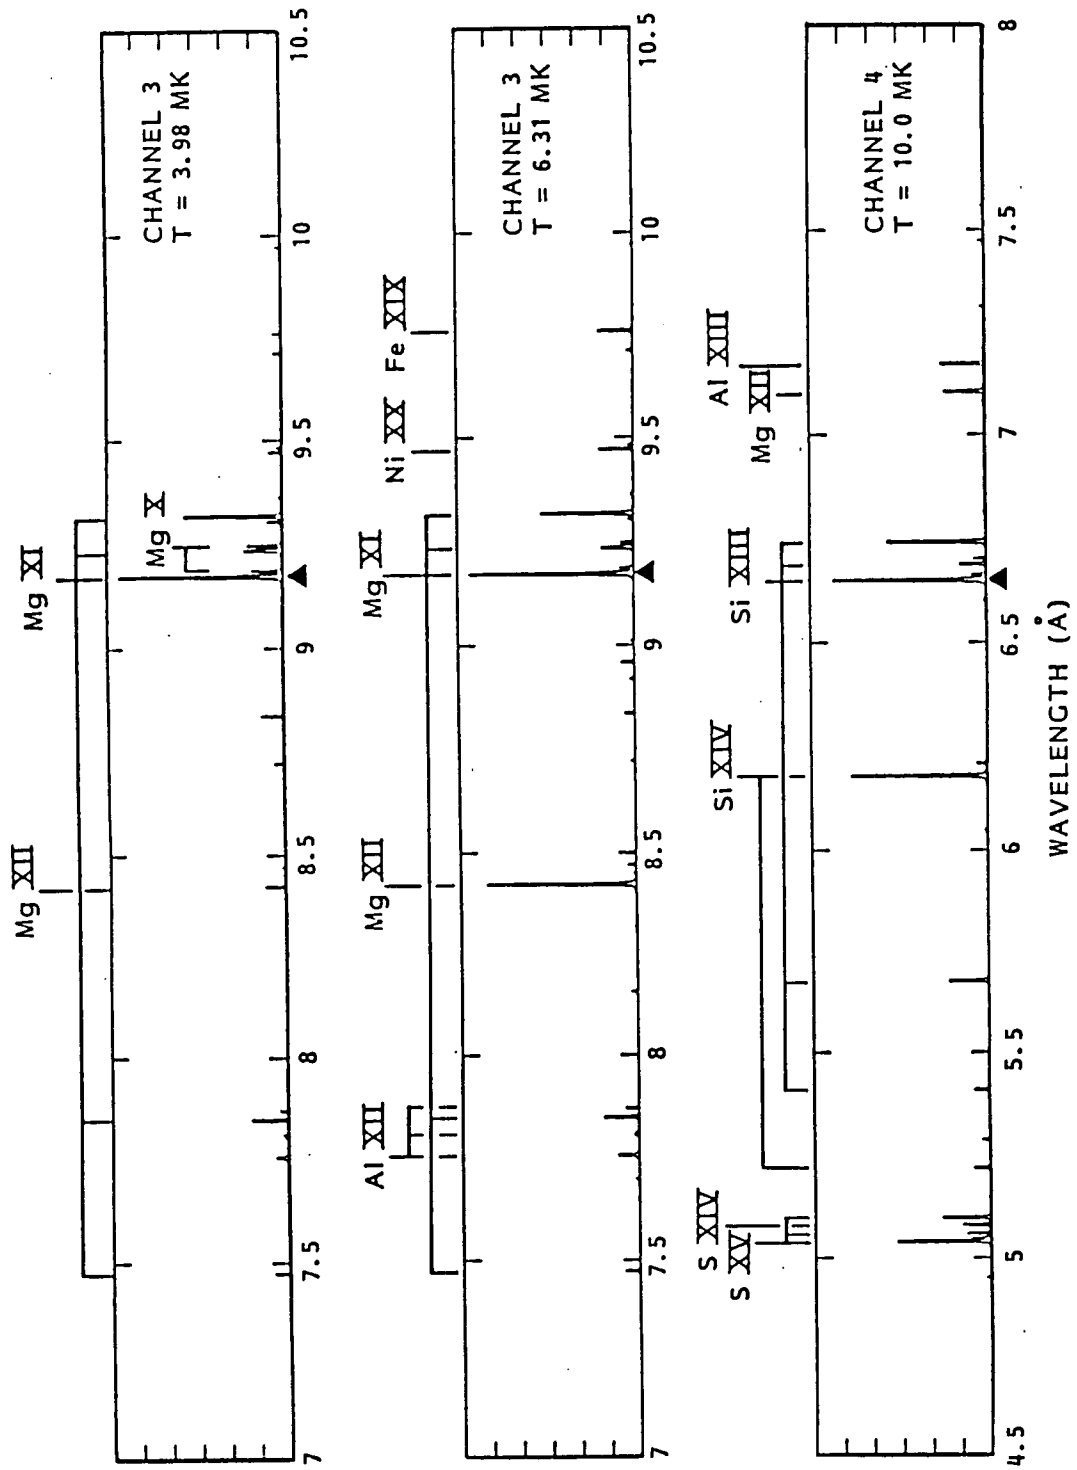 Mg XII
Mg XI
Mg X
CHANNEL 3
T = 3.98 MK
7
7.5
8
8.5
9
9.5
10
10.5
Al XII
Mg XII
Mg XI
Ni XX
Fe XIX
CHANNEL 3
T = 6.31 MK
7
7.5
8
8.5
9
9.5
10
10.5
S XV
S XIV
Si XIV
Si XIII
Mg XII
Al XIII
CHANNEL 4
T = 10.0 MK
4.5
5
5.5
6
6.5
7
7.5
8
WAVELENGTH (Å)